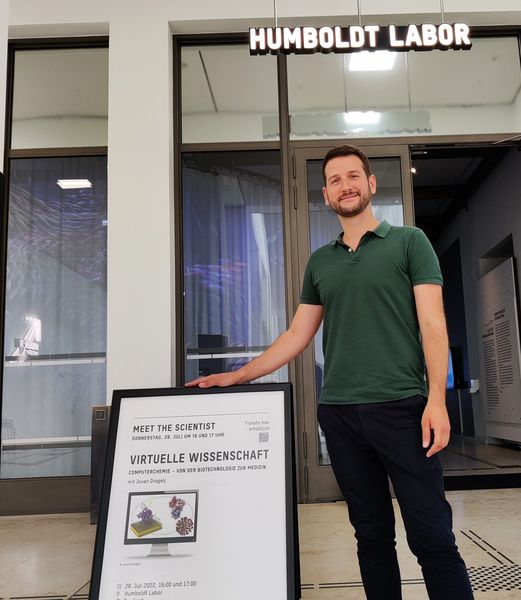 HUMBOLDT LABOR
MEET THE SCIENTIST
DONNERSTAG, 28. JULI UM 16 UND 17 UHR
Tickets hier
erhältlich
VIRTUELLE WISSENSCHAFT
COMPUTERCHEMIE – VON DER BIOTECHNOLOGIE ZUR MEDIZIN
mit Jovan Dragelj
28. Juli 2022, 16:00 und 17:00
Humboldt Labor